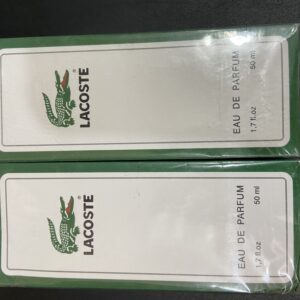 LACOSTE
EAU DE PARFUM
50 ml
1.7 fl.oz
LACOSTE
EAU DE PARFUM
50 ml
1.7 fl.oz